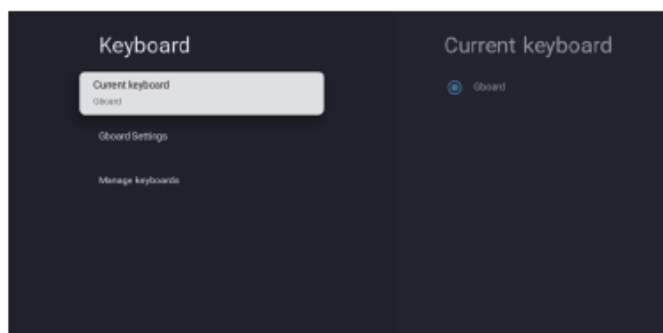 Keyboard
Current keyboard
Gboard
Gboard Settings
Manage keyboards
Current keyboard
Gboard